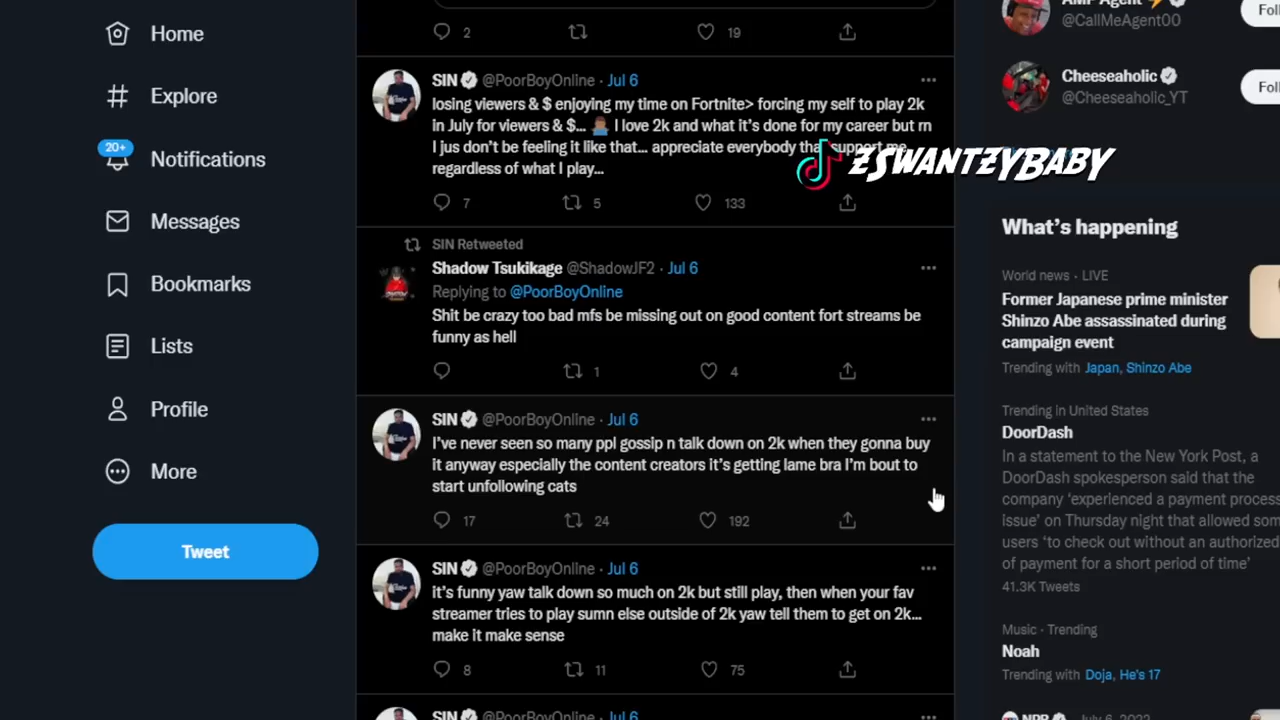 Home
Explore
20+
Notifications
Messages
Bookmarks
Lists
Profile
More
Tweet
2
19
SIN @PoorBoyOnline · Jul 6
losing viewers & $ enjoying my time on Fortnite> forcing my self to play 2k
in July for viewers & $... I love 2k and what it's done for my career but rn
I jus don't be feeling it like that... appreciate everybody that support me
regardless of what I play...
7
5
133
SIN Retweeted
Shadow Tsukikage @ShadowJF2 · Jul 6
Replying to @PoorBoyOnline
Shit be crazy too bad mfs be missing out on good content fort streams be
funny as hell
1
4
SIN @PoorBoyOnline · Jul 6
I've never seen so many ppl gossip n talk down on 2k when they gonna buy
it anyway especially the content creators it's getting lame bra I'm bout to
start unfollowing cats
17
24
192
SIN @PoorBoyOnline · Jul 6
it's funny yaw talk down so much on 2k but still play, then when your fav
streamer tries to play sumn else outside of 2k yaw tell them to get on 2k...
make it make sense
8
11
75
SIN @PoorBoyOnline · Jul 6
ZSWANTZYBABY
AMP Agent
@CallMeAgent00
Fol
Cheeseaholic
@Cheeseaholic_YT
Fol
What's happening
World news · LIVE
Former Japanese prime minister
Shinzo Abe assassinated during
campaign event
Trending with Japan, Shinzo Abe
Trending in United States
DoorDash
In a statement to the New York Post, a
DoorDash spokesperson said that the
company 'experienced a payment process
issue' on Thursday night that allowed som
users 'to check out without an authorized
of payment for a short period of time'
41.3K Tweets
Music · Trending
Noah
Trending with Doja, He's 17
NPR · July 6, 2022